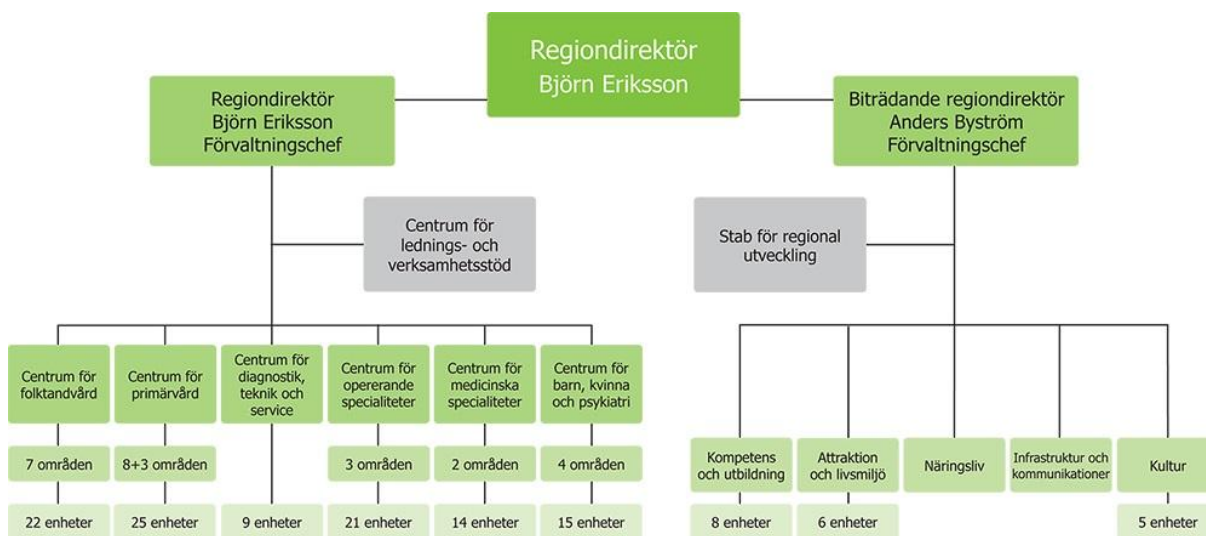 Regiondirektör
Björn Eriksson
Regiondirektör
Björn Eriksson
Förvaltningschef
Biträdande regiondirektör
Anders Byström
Förvaltningschef
Centrum för
lednings- och
verksamhetsstöd
Stab för regional
utveckling
Centrum för
folktandvård
Centrum för
primärvård
Centrum för
diagnostik,
teknik och
service
Centrum för
opererande
specialiteter
Centrum för
medicinska
specialiteter
Centrum för
barn, kvinna
och psykiatri
7 områden
8+3 områden
3 områden
2 områden
4 områden
Kompetens
och utbildning
Attraktion
och livsmiljö
Näringsliv
Infrastruktur och
kommunikationer
Kultur
22 enheter
25 enheter
9 enheter
21 enheter
14 enheter
15 enheter
8 enheter
6 enheter
5 enheter